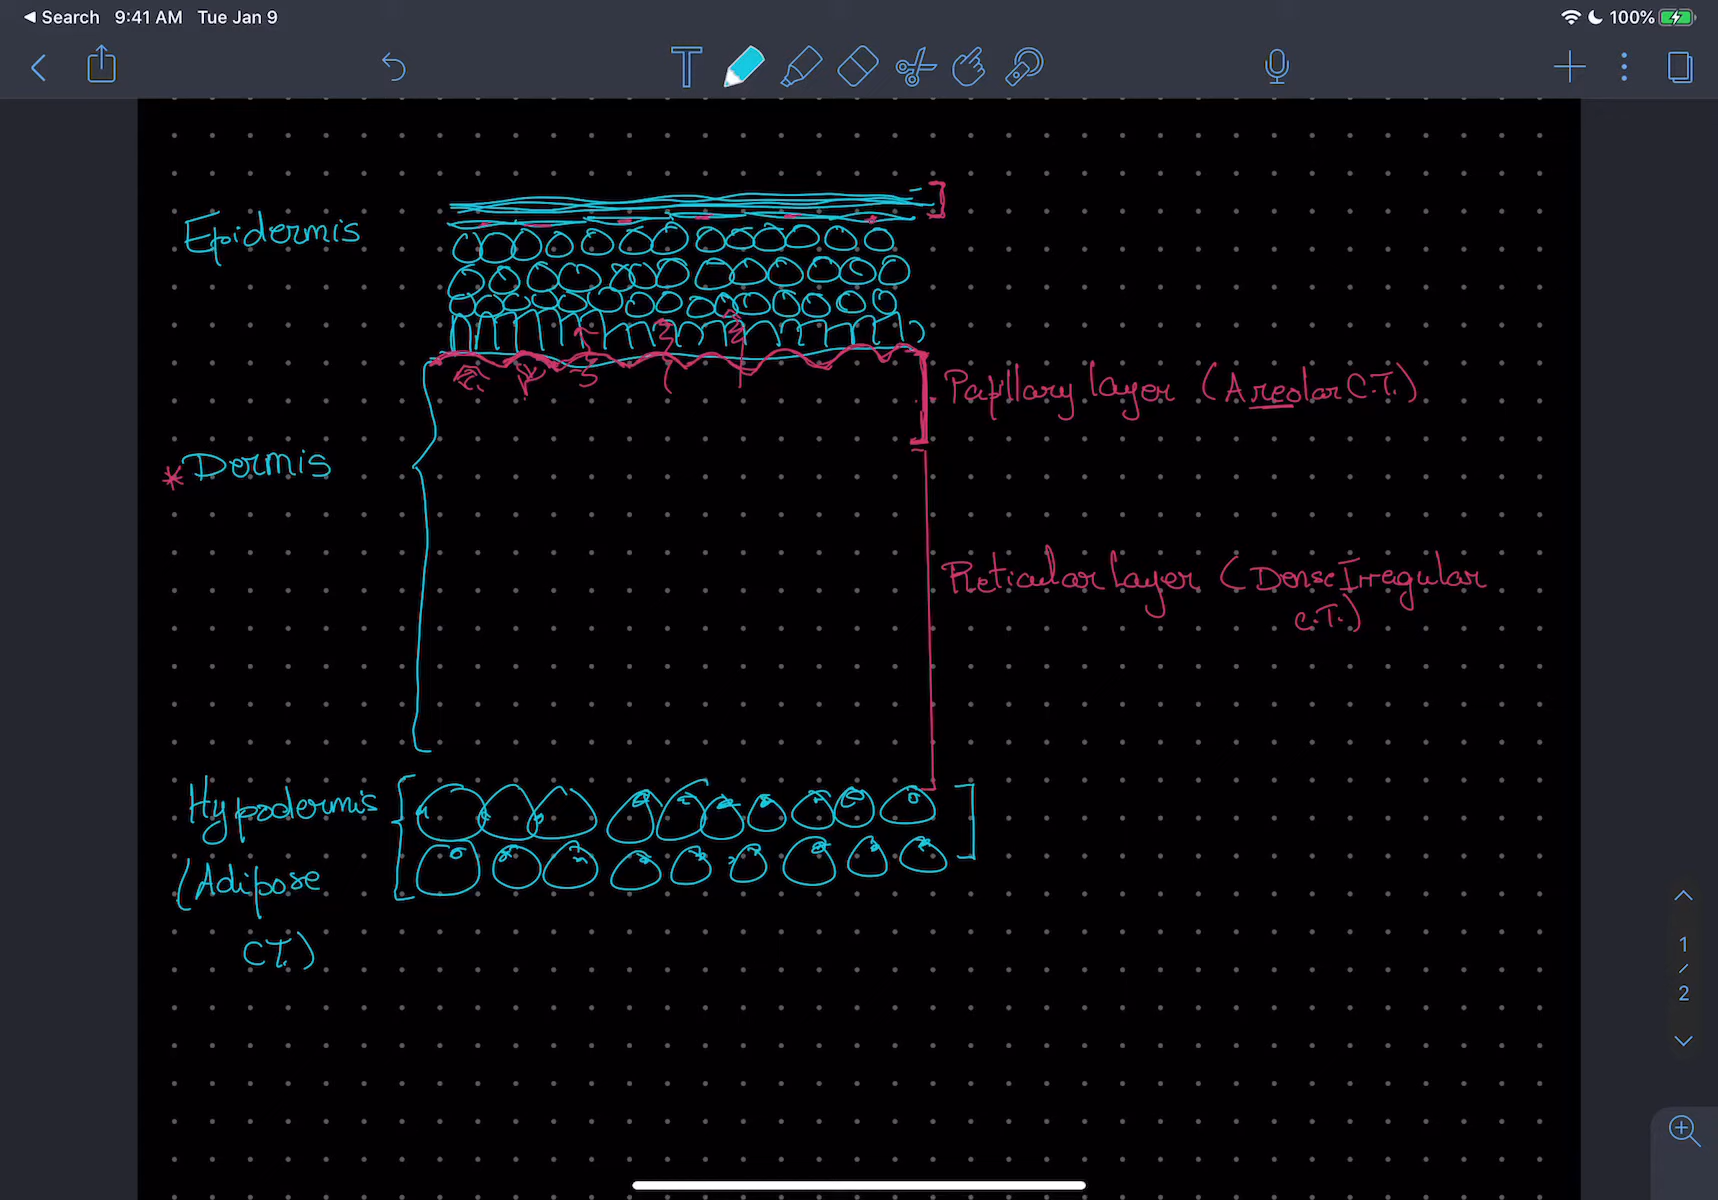 Search 9:41 AM Tue Jan 9
100%
T
Epidermis
Papillary layer (Areolar C.T.)
* Dermis
Reticular layer (Dense Irregular
C.T.)
Hypodermis
(Adipose
C.T.)
1
/
2